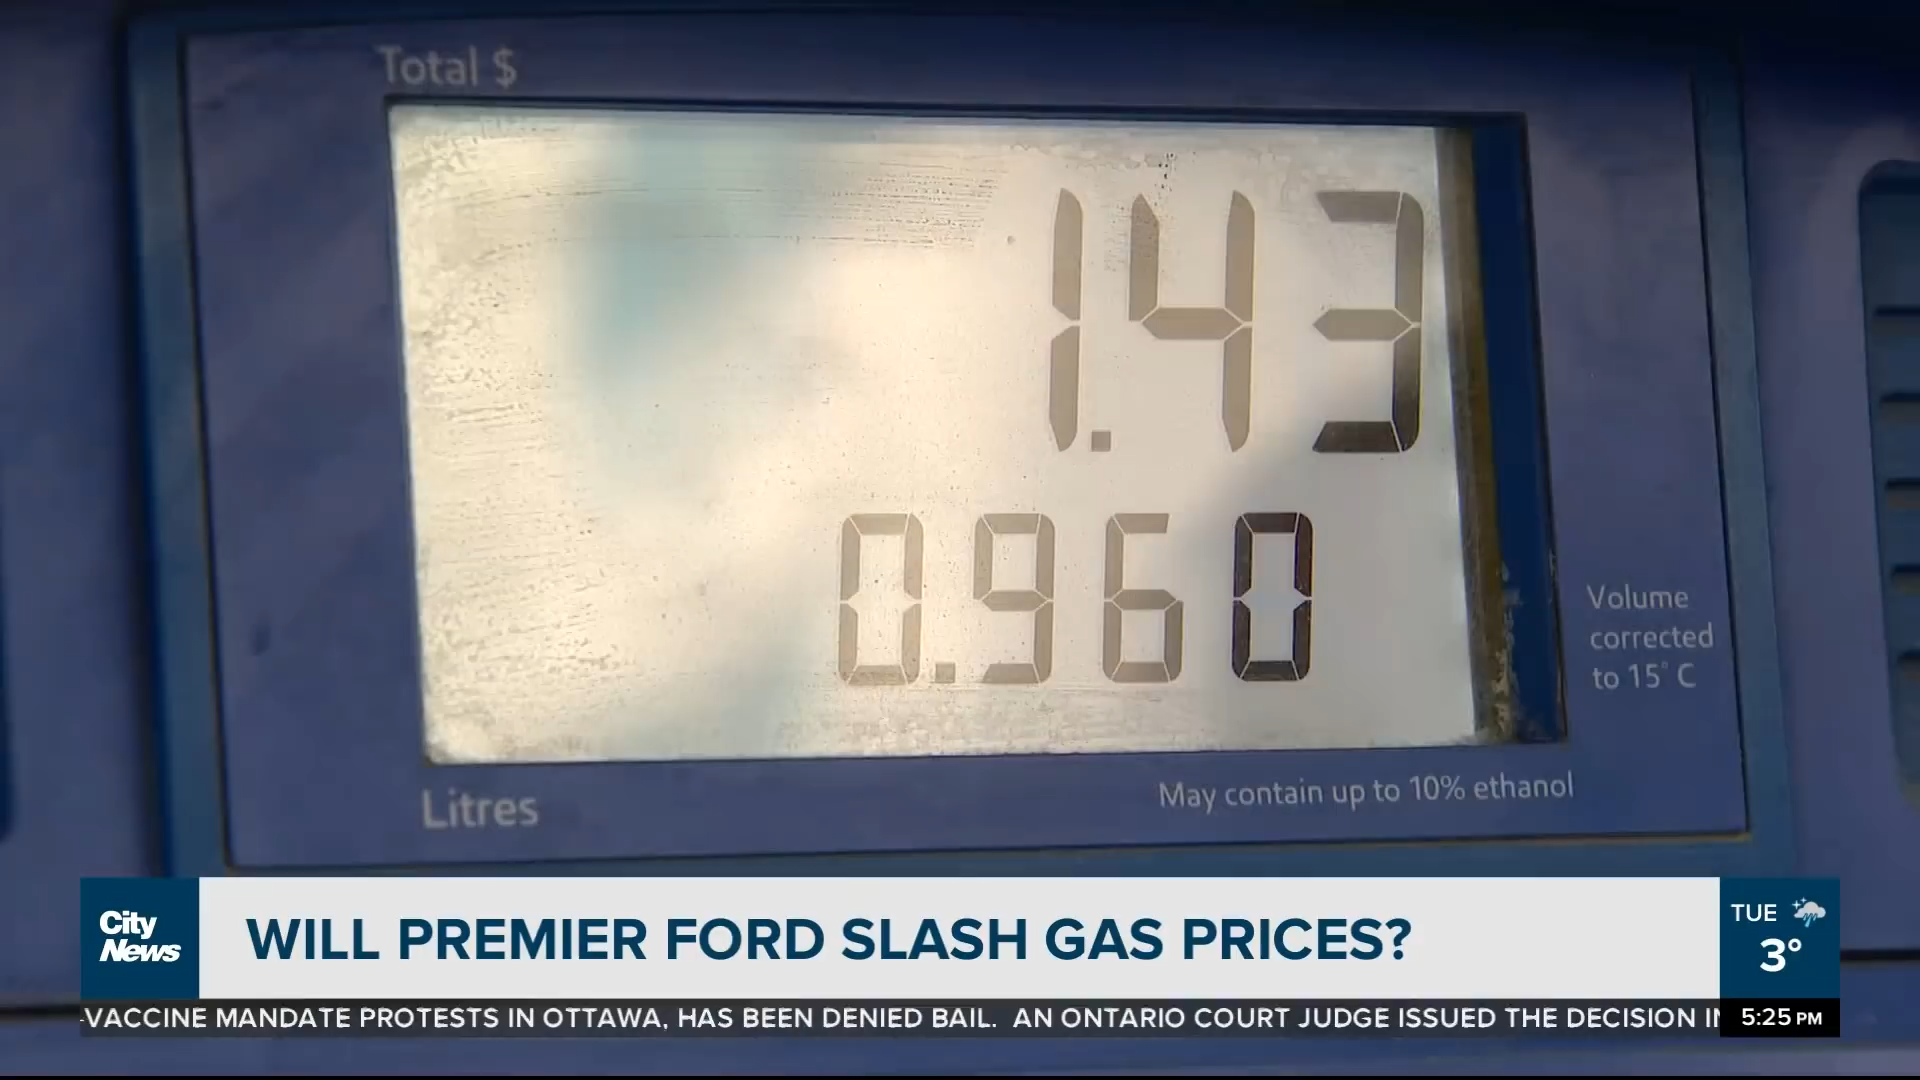 Total $
1.43
0.960
Volume
corrected
to 15° C
Litres
May contain up to 10% ethanol
City
News
WILL PREMIER FORD SLASH GAS PRICES?
TUE
3°
-VACCINE MANDATE PROTESTS IN OTTAWA, HAS BEEN DENIED BAIL. AN ONTARIO COURT JUDGE ISSUED THE DECISION IN
5:25 PM